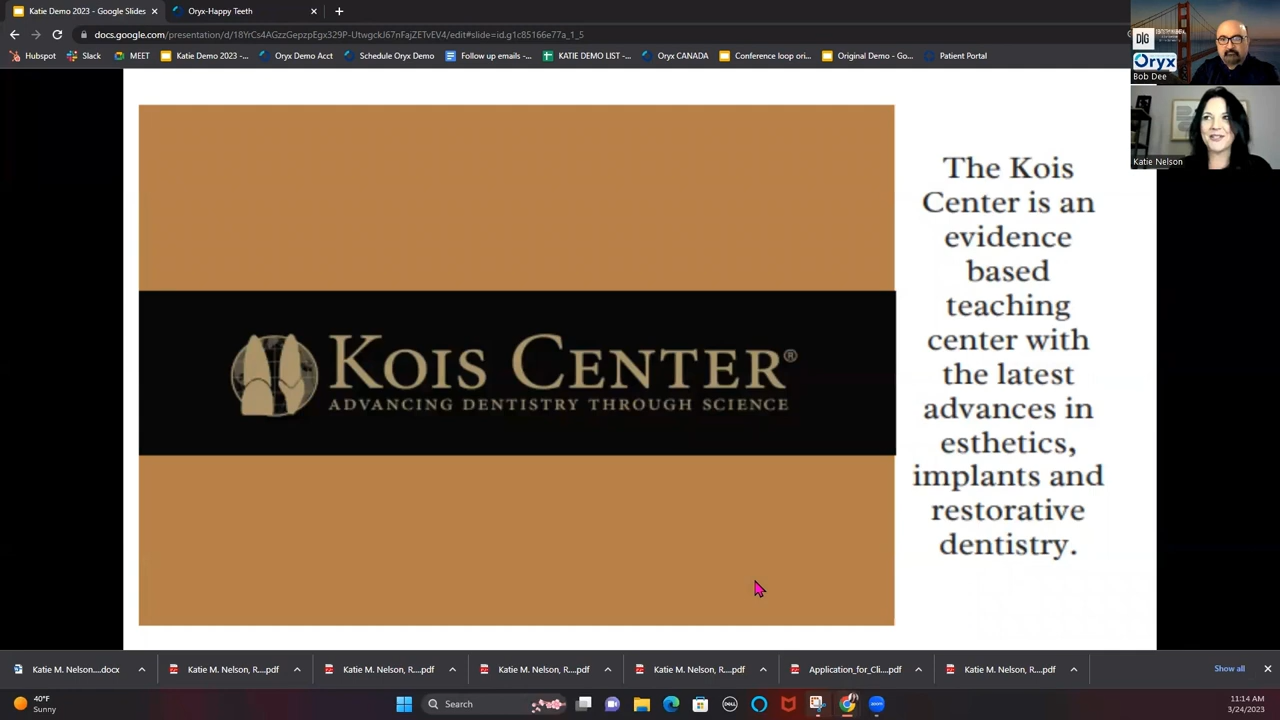 Katie Demo 2023 - Google Slides
Oryx-Happy Teeth
docs.google.com/presentation/d/18YrCs4AGzzGepzpEgx329P-UtwgckJ67nFajZETvEV4/edit#slide=id.g1c85166e77a_1_5
Hubspot
Slack
MEET
Katie Demo 2023 -...
Oryx Demo Acct
Schedule Oryx Demo
Follow up emails -...
KATIE DEMO LIST -...
Oryx CANADA
Conference loop on...
Original Demo - Go...
Patient Portal
Oryx
Bob Dee
Katie Nelson
KOIS CENTER®
ADVANCING DENTISTRY THROUGH SCIENCE
The Kois
Center is an
evidence
based
teaching
center with
the latest
advances in
esthetics,
implants and
restorative
dentistry.
Katie M. Nelson....docx
Katie M. Nelson, R....pdf
Katie M. Nelson, R....pdf
Katie M. Nelson, R....pdf
Katie M. Nelson, R....pdf
Application_for_Cli....pdf
Katie M. Nelson, R....pdf
Show all
40°F
Sunny
Search
DELL
zoom
11:14 AM
3/24/2023